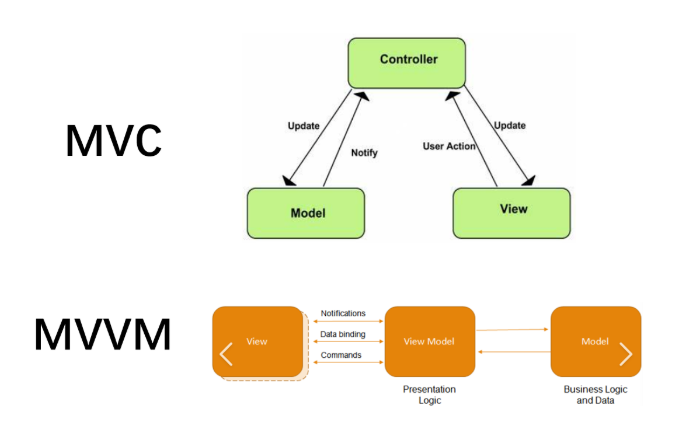 MVC
Controller
Update
Notify
User Action
Update
Model
View
MVVM
View
Notifications
Data binding
Commands
View Model
Model
Presentation
Logic
Business Logic
and Data